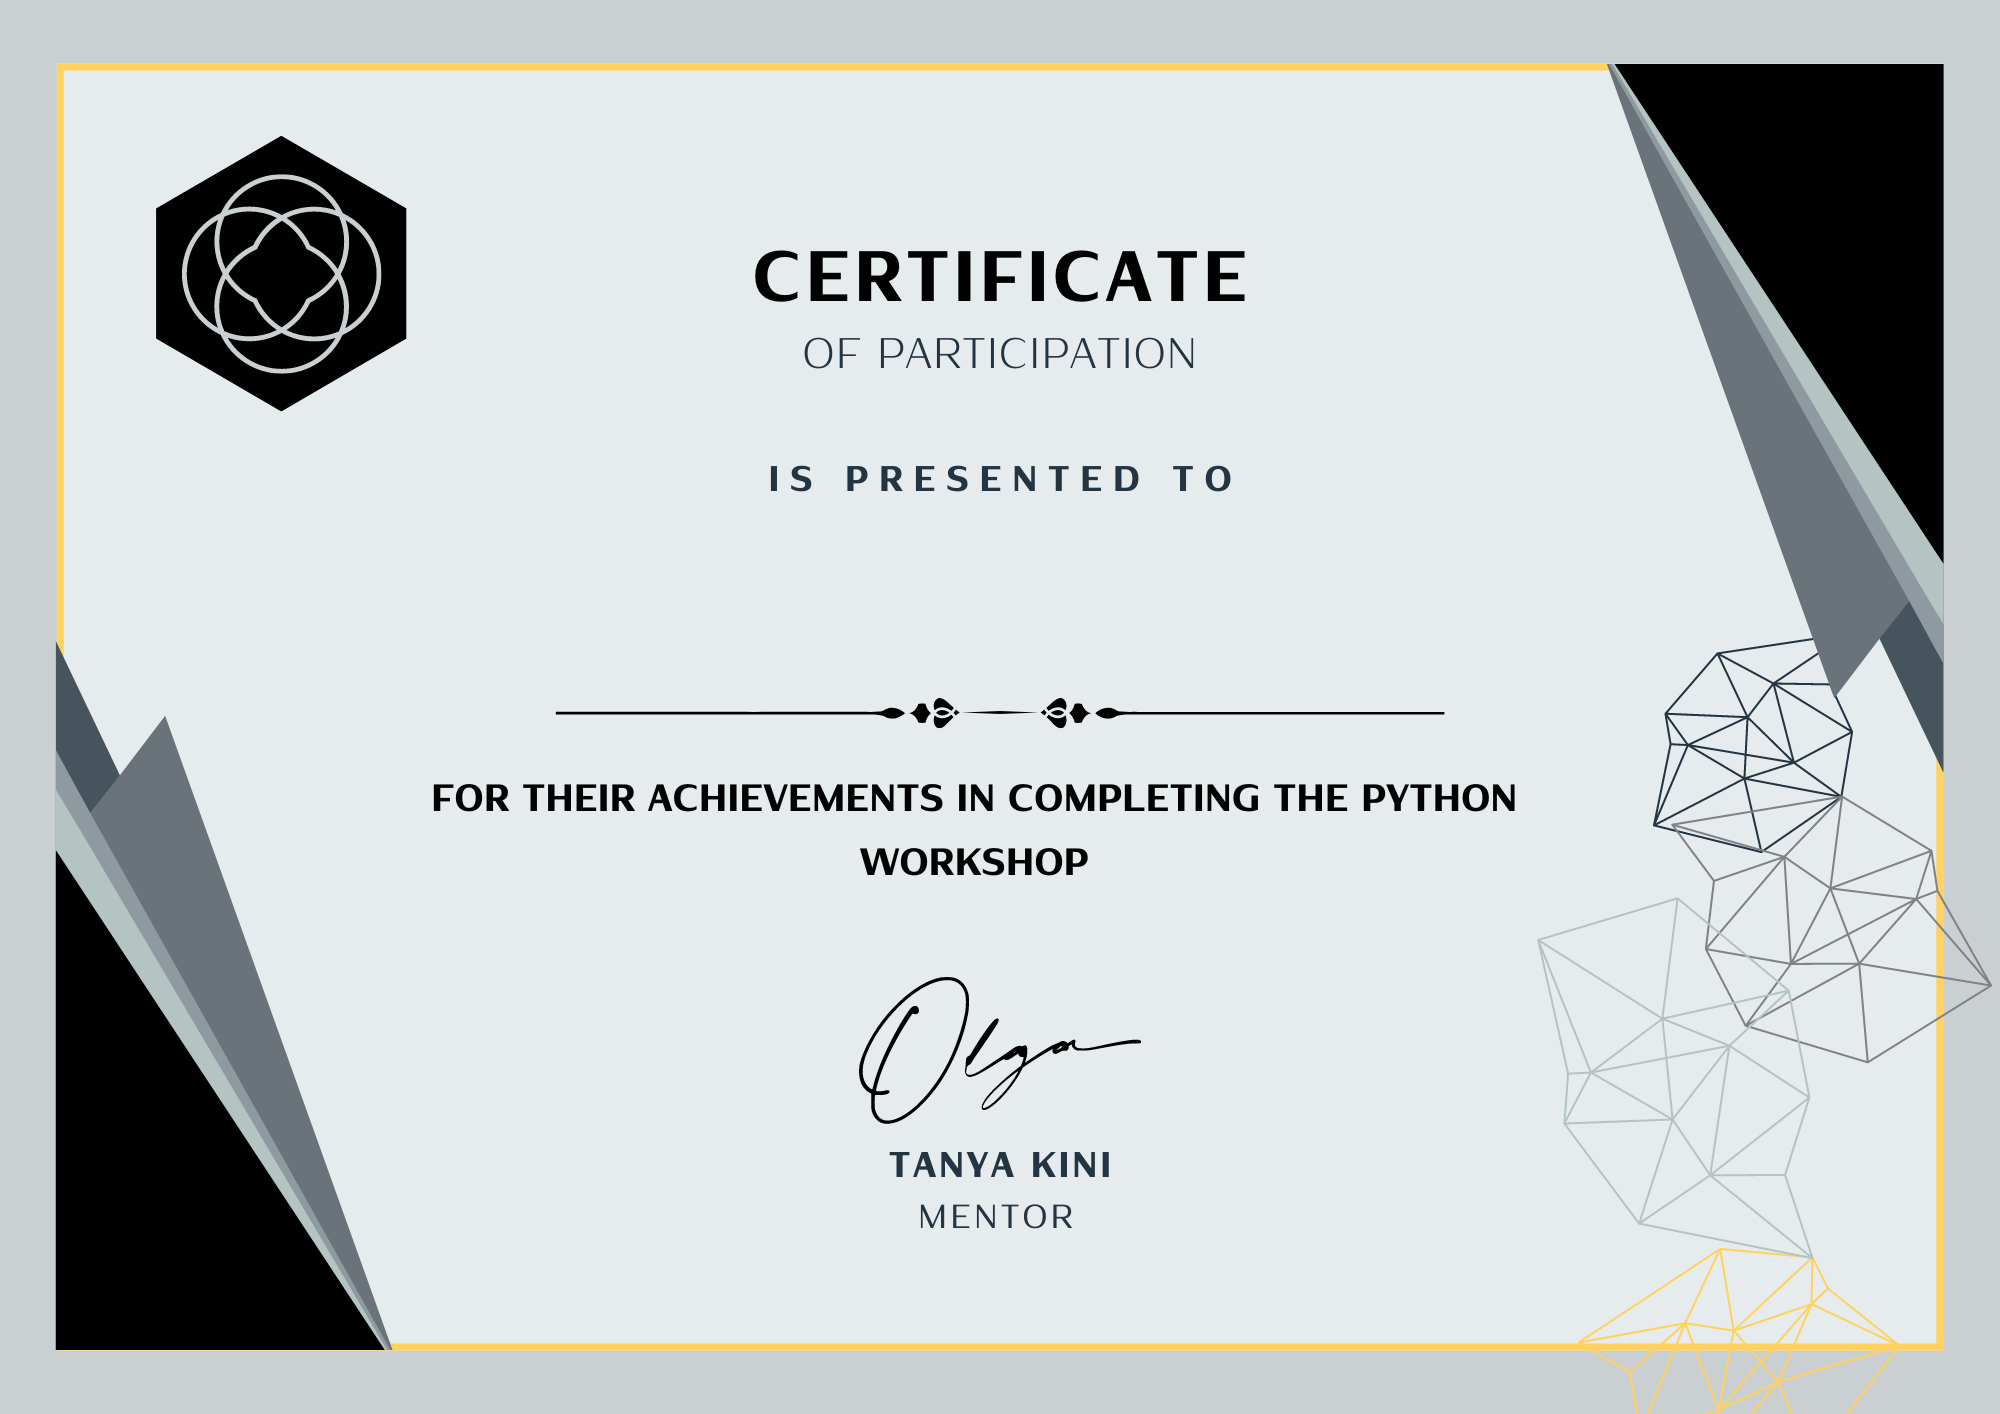 CERTIFICATE
OF PARTICIPATION
IS PRESENTED TO
FOR THEIR ACHIEVEMENTS IN COMPLETING THE PYTHON
WORKSHOP
Olga
TANYA KINI
MENTOR